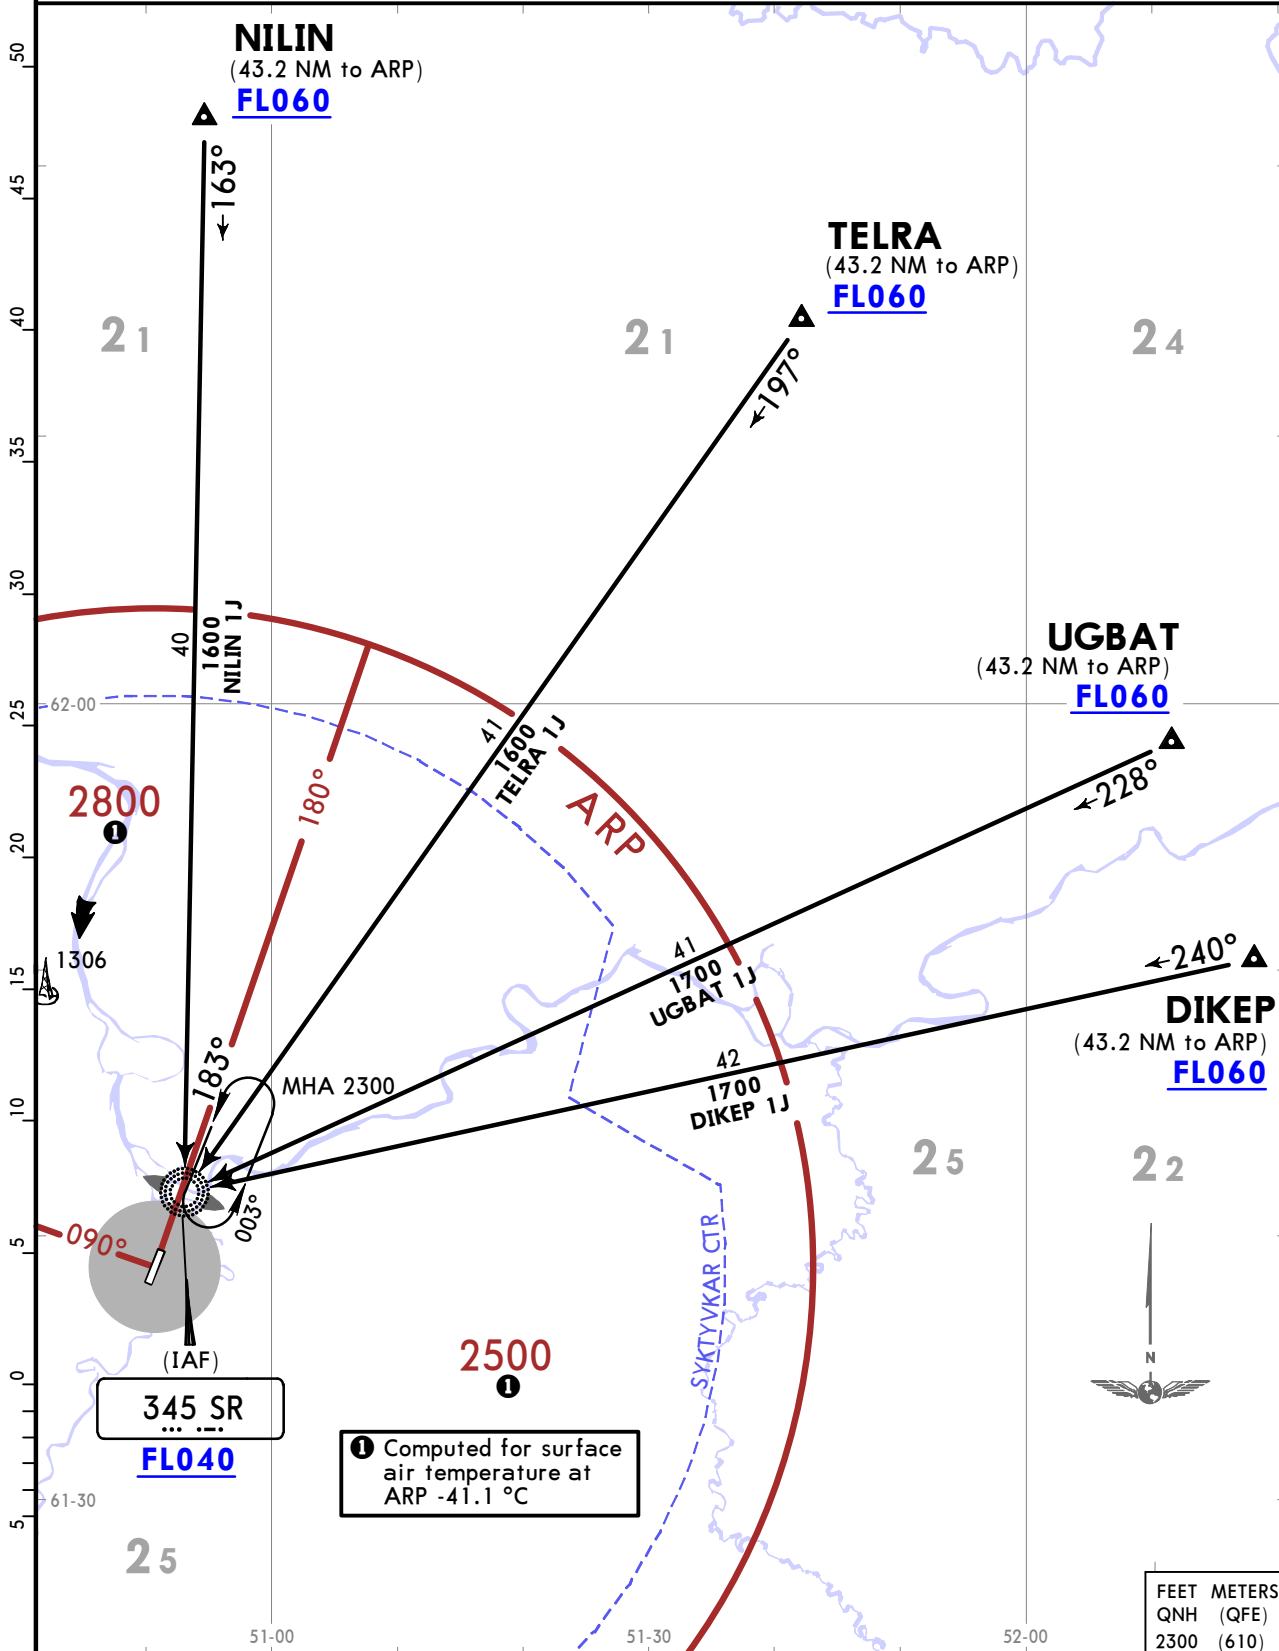 NILIN
(43.2 NM to ARP)
FL060
50
163°
45
TELRA
(43.2 NM to ARP)
FL060
40
21
21
24
197°
35
30
40
1600
NILIN 1J
UGBAT
(43.2 NM to ARP)
FL060
62-00
25
41
1600
TELRA 1J
228°
180°
2800
1
ARP
20
1306
15
41
1700
UGBAT 1J
240°
DIKEP
(43.2 NM to ARP)
FL060
183°
MHA 2300
42
1700
DIKEP 1J
10
25
22
003°
090°
5
SYKTYVKAR CTR
2500
1
N
0
(IAF)
345 SR
FL040
1 Computed for surface
air temperature at
ARP -41.1 °C
61-30
5
25
FEET METERS
QNH (QFE)
2300 (610)
51-00
51-30
52-00